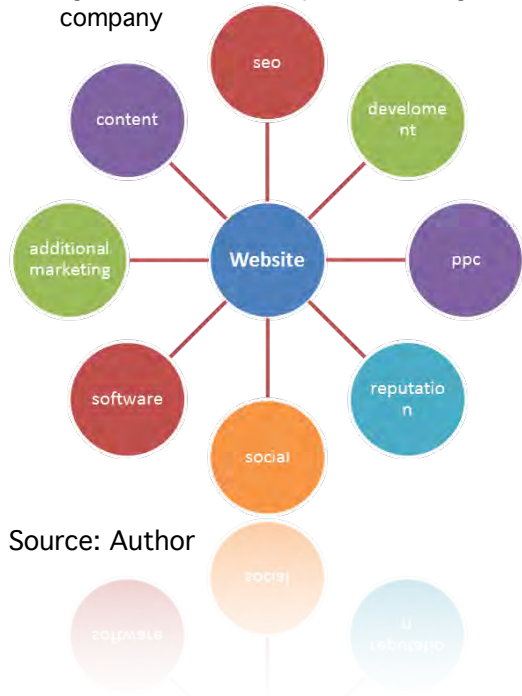 company
seo
content
develome
nt
additional
marketing
Website
ppc
software
reputatio
n
social
Source: Author